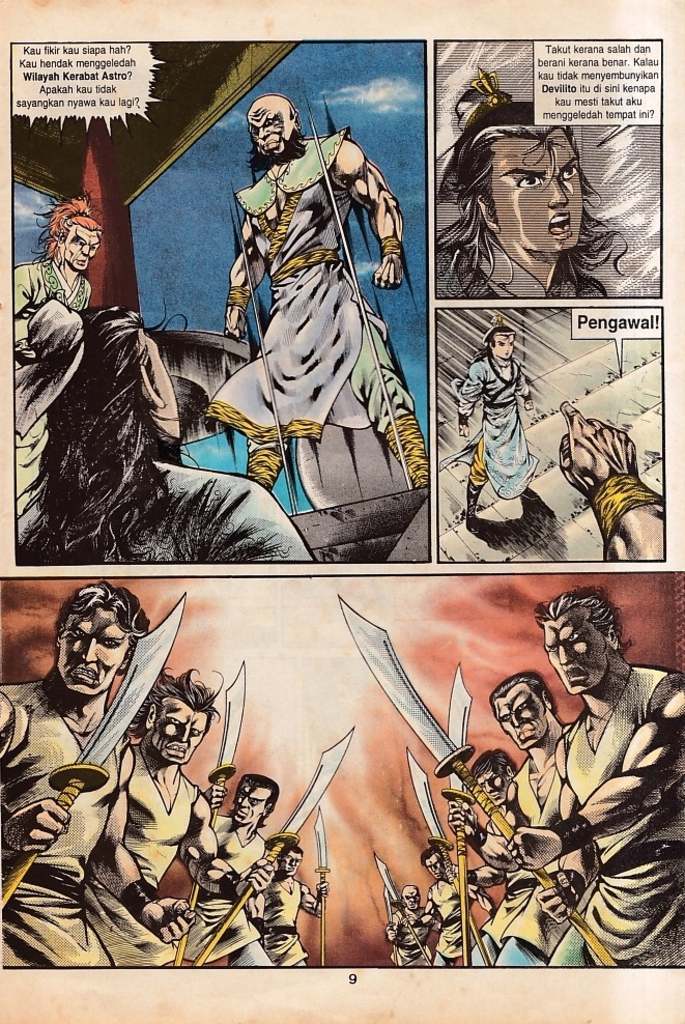 Kau fikir kau siapa hah?
Kau hendak menggeledah
Wilayah Kerabat Astro?
Apakah kau tidak
sayangkan nyawa kau lagi?
Takut kerana salah dan
berani kerana benar. Kalau
kau tidak menyembunyikan
Devilito itu di sini kenapa
kau mesti takut aku
menggeledah tempat ini?
Pengawal!
9